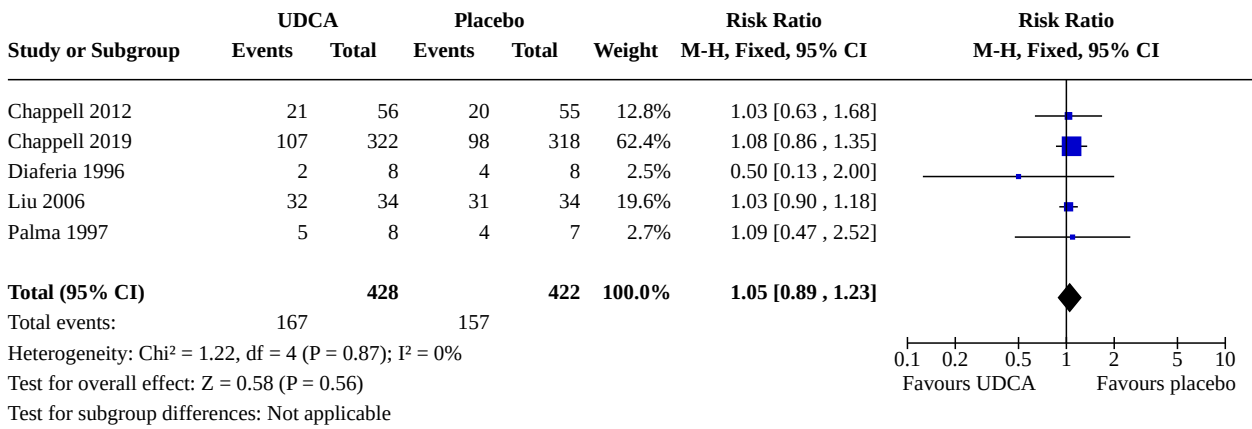 UDCA Placebo Risk Ratio Risk Ratio
Study or Subgroup Events Total Events Total Weight M-H, Fixed, 95% CI M-H, Fixed, 95% CI
Chappell 2012 21 56 20 55 12.8% 1.03 [0.63 , 1.68]
Chappell 2019 107 322 98 318 62.4% 1.08 [0.86 , 1.35]
Diaferia 1996 2 8 4 8 2.5% 0.50 [0.13 , 2.00]
Liu 2006 32 34 31 34 19.6% 1.03 [0.90 , 1.18]
Palma 1997 5 8 4 7 2.7% 1.09 [0.47 , 2.52]
Total (95% CI) 428 422 100.0% 1.05 [0.89 , 1.23]
Total events: 167 157
Heterogeneity: Chi² = 1.22, df = 4 (P = 0.87); I² = 0%
Test for overall effect: Z = 0.58 (P = 0.56)
Test for subgroup differences: Not applicable
0.1 0.2 0.5 1 2 5 10
Favours UDCA Favours placebo